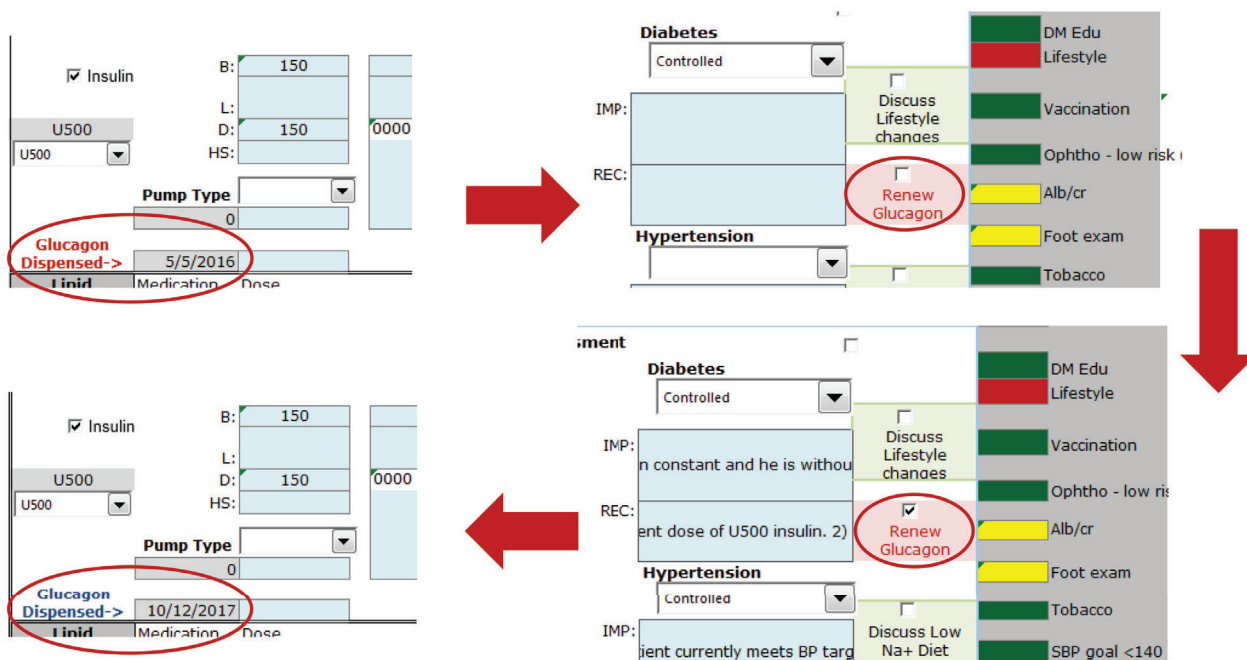 Insulin
B:
150
L:
U500
D:
150
0000
U500
HS:
Pump Type
0
Glucagon
Dispensed->
5/5/2016
Lipid
Medication
Dose
Diabetes
Controlled
Discuss
Lifestyle
changes
IMP:
REC:
Renew
Glucagon
Hypertension
DM Edu
Lifestyle
Vaccination
Ophtho - low risk
Alb/cr
Foot exam
Tobacco
sment
Diabetes
Controlled
Discuss
Lifestyle
changes
IMP:
n constant and he is withou
REC:
ent dose of U500 insulin. 2)
Renew
Glucagon
Hypertension
Controlled
Discuss Low
Na+ Diet
IMP:
ient currently meets BP targ
DM Edu
Lifestyle
Vaccination
Ophtho - low ris
Alb/cr
Foot exam
Tobacco
SBP goal <140
Insulin
B:
150
L:
U500
D:
150
0000
U500
HS:
Pump Type
0
Glucagon
Dispensed->
10/12/2017
Lipid
Medication
Dose